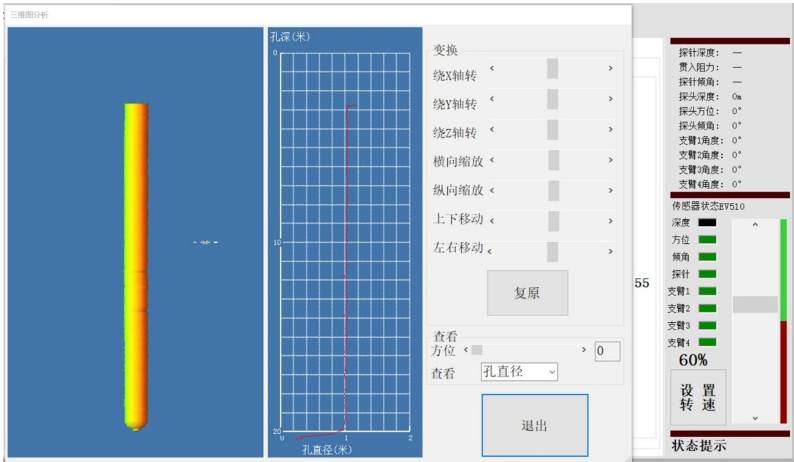 三维图分析
孔深(米)
0
10
20
0 1 2
孔直径(米)
变换
绕X轴转
绕Y轴转
绕Z轴转
横向缩放
纵向缩放
上下移动
左右移动
复原
查看
方位 0
查看 孔直径
退出
55
探针深度: —
贯入阻力: —
探针倾角: —
探头深度: 0m
探头方位: 0°
探头倾角: 0°
支臂1角度: 0°
支臂2角度: 0°
支臂3角度: 0°
支臂4角度: 0°
传感器状态EV510
深度
方位
倾角
探针
支臂1
支臂2
支臂3
支臂4
60%
设置
转速
状态提示